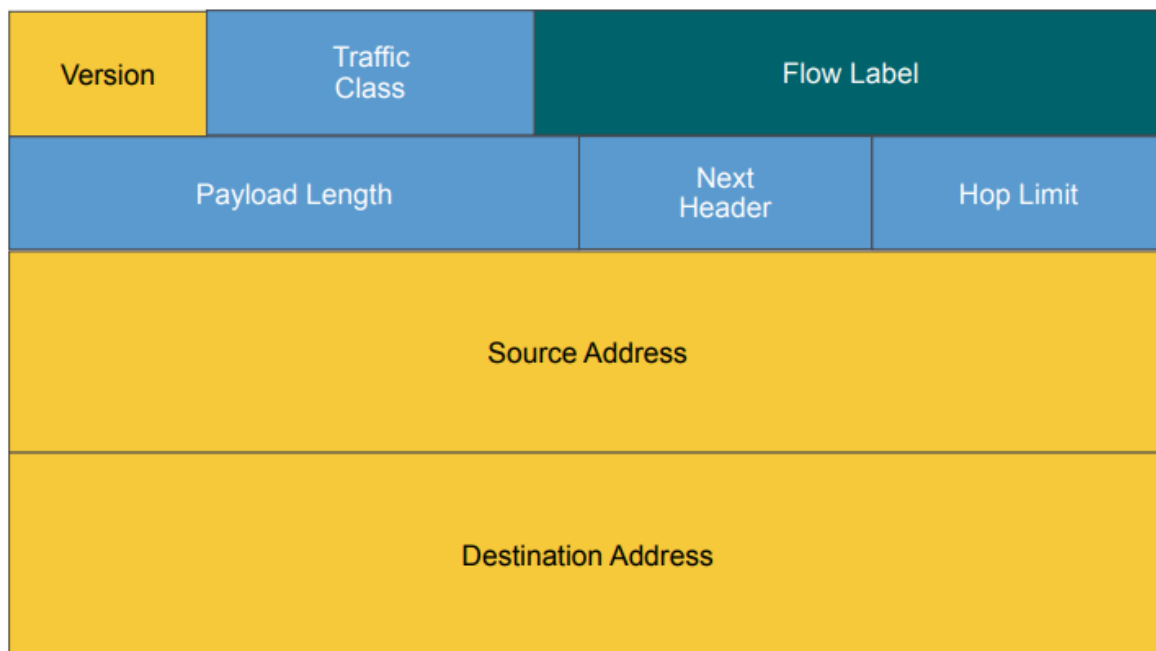 Version
Traffic
Class
Flow Label
Payload Length
Next
Header
Hop Limit
Source Address
Destination Address